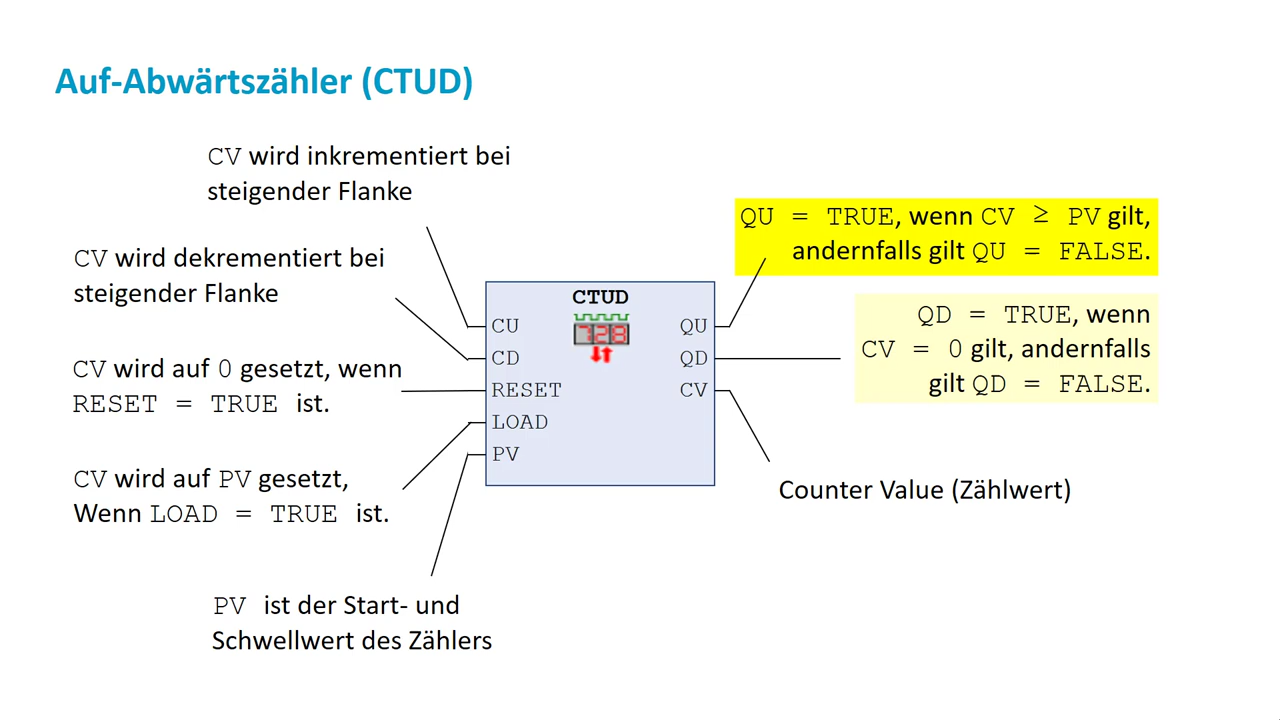 Auf-Abwärtszähler (CTUD)
CV wird inkrementiert bei
steigender Flanke
CV wird dekrementiert bei
steigender Flanke
CV wird auf 0 gesetzt, wenn
RESET = TRUE ist.
CV wird auf PV gesetzt,
Wenn LOAD = TRUE ist.
PV ist der Start- und
Schwellwert des Zählers
CTUD
728
CU
CD
RESET
LOAD
PV
QU
QD
CV
QU = TRUE, wenn CV ≥ PV gilt,
andernfalls gilt QU = FALSE.
QD = TRUE, wenn
CV = 0 gilt, andernfalls
gilt QD = FALSE.
Counter Value (Zählwert)